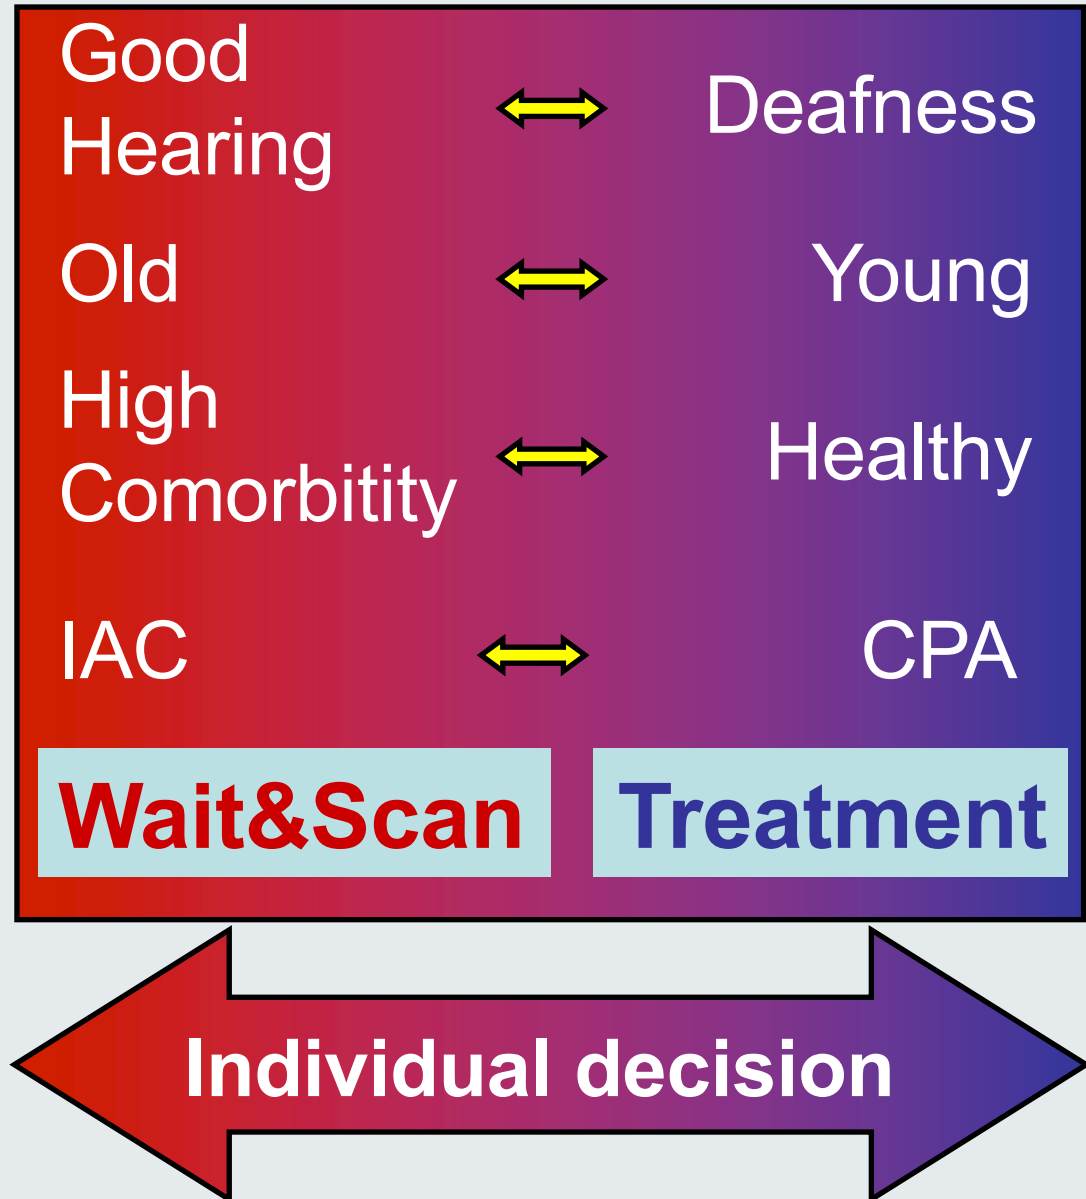 Good
Hearing
Deafness
Old
Young
High
Comorbitity
Healthy
IAC
CPA
Wait&Scan
Treatment
Individual decision